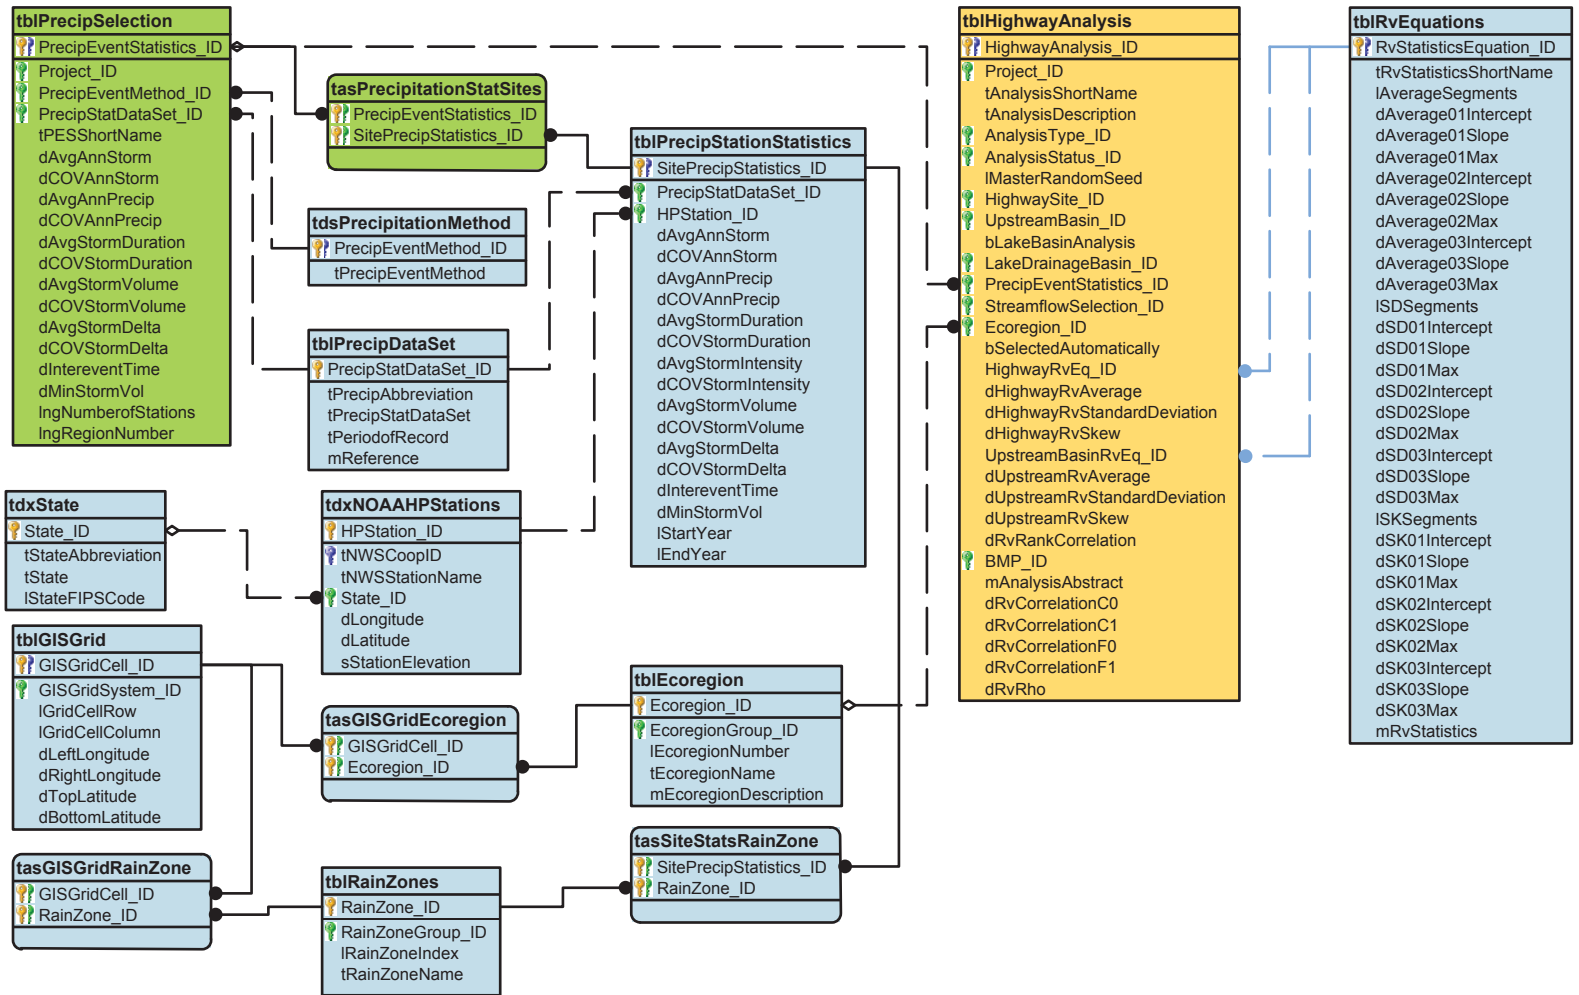 tblPrecipSelection
PrecipEventStatistics_ID
Project_ID
PrecipEventMethod_ID
PrecipStatDataSet_ID
tPESShortName
dAvgAnnStorm
dCOVAnnStorm
dAvgAnnPrecip
dCOVAnnPrecip
dAvgStormDuration
dCOVStormDuration
dAvgStormVolume
dCOVStormVolume
dAvgStormDelta
dCOVStormDelta
dIntereventTime
dMinStormVol
lngNumberofStations
lngRegionNumber
tasPrecipitationStatSites
PrecipEventStatistics_ID
SitePrecipStatistics_ID
tdsPrecipitationMethod
PrecipEventMethod_ID
tPrecipEventMethod
tblPrecipDataSet
PrecipStatDataSet_ID
tPrecipAbbreviation
tPrecipStatDataSet
tPeriodofRecord
mReference
tblPrecipStationStatistics
SitePrecipStatistics_ID
PrecipStatDataSet_ID
HPStation_ID
dAvgAnnStorm
dCOVAnnStorm
dAvgAnnPrecip
dCOVAnnPrecip
dAvgStormDuration
dCOVStormDuration
dAvgStormIntensity
dCOVStormIntensity
dAvgStormVolume
dCOVStormVolume
dAvgStormDelta
dCOVStormDelta
dIntereventTime
dMinStormVol
lStartYear
lEndYear
tblHighwayAnalysis
HighwayAnalysis_ID
Project_ID
tAnalysisShortName
tAnalysisDescription
AnalysisType_ID
AnalysisStatus_ID
lMasterRandomSeed
HighwaySite_ID
UpstreamBasin_ID
bLakeBasinAnalysis
LakeDrainageBasin_ID
PrecipEventStatistics_ID
StreamflowSelection_ID
Ecoregion_ID
bSelectedAutomatically
HighwayRvEq_ID
dHighwayRvAverage
dHighwayRvStandardDeviation
dHighwayRvSkew
UpstreamBasinRvEq_ID
dUpstreamRvAverage
dUpstreamRvStandardDeviation
dUpstreamRvSkew
dRvRankCorrelation
BMP_ID
mAnalysisAbstract
dRvCorrelationC0
dRvCorrelationC1
dRvCorrelationF0
dRvCorrelationF1
dRvRho
tblRvEquations
RvStatisticsEquation_ID
tRvStatisticsShortName
lAverageSegments
dAverage01Intercept
dAverage01Slope
dAverage01Max
dAverage02Intercept
dAverage02Slope
dAverage02Max
dAverage03Intercept
dAverage03Slope
dAverage03Max
lSDSegments
dSD01Intercept
dSD01Slope
dSD01Max
dSD02Intercept
dSD02Slope
dSD02Max
dSD03Intercept
dSD03Slope
dSD03Max
lSKSegments
dSK01Intercept
dSK01Slope
dSK01Max
dSK02Intercept
dSK02Slope
dSK02Max
dSK03Intercept
dSK03Slope
dSK03Max
mRvStatistics
tdxState
State_ID
tStateAbbreviation
tState
lStateFIPSCode
tdxNOAAHPStations
HPStation_ID
tNWSCoopID
tNWSStationName
State_ID
dLongitude
dLatitude
sStationElevation
tblGISGrid
GISGridCell_ID
GISGridSystem_ID
lGridCellRow
lGridCellColumn
dLeftLongitude
dRightLongitude
dTopLatitude
dBottomLatitude
tasGISGridEcoregion
GISGridCell_ID
Ecoregion_ID
tblEcoregion
Ecoregion_ID
EcoregionGroup_ID
lEcoregionNumber
tEcoregionName
mEcoregionDescription
tasGISGridRainZone
GISGridCell_ID
RainZone_ID
tblRainZones
RainZone_ID
RainZoneGroup_ID
lRainZoneIndex
tRainZoneName
tasSiteStatsRainZone
SitePrecipStatistics_ID
RainZone_ID